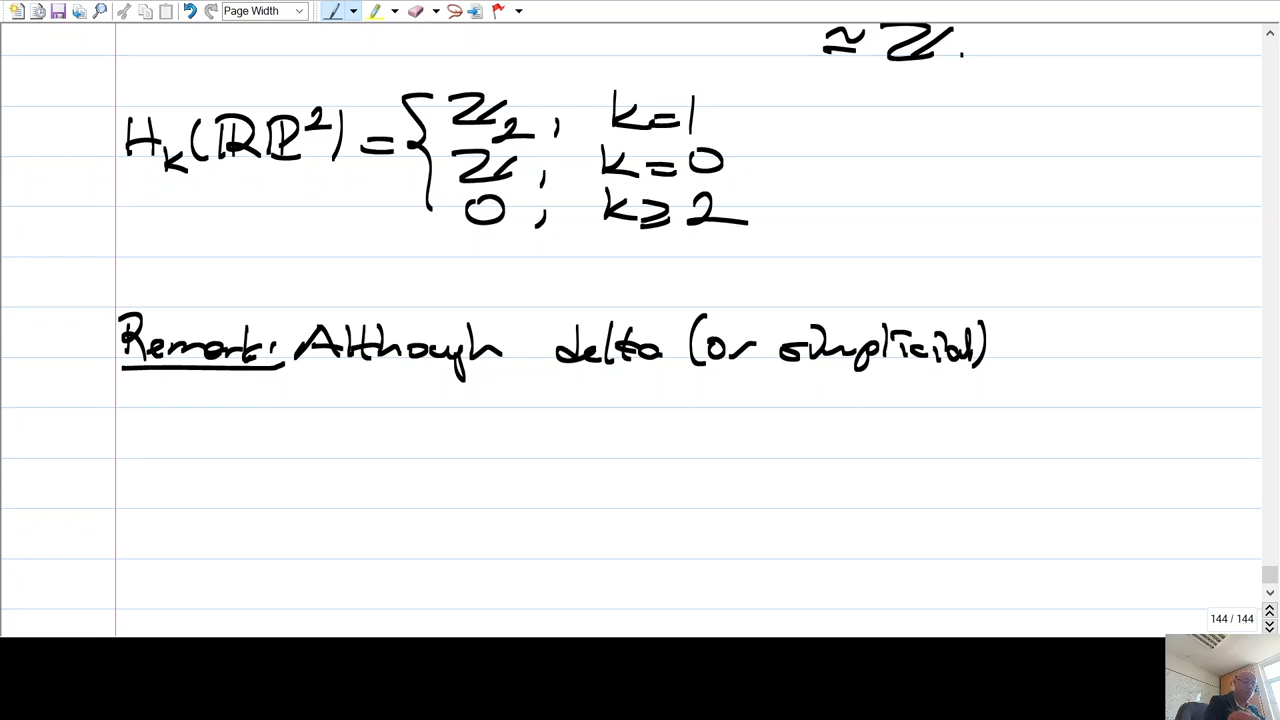 Page Width
≃ ℤ.
H_k(ℝℙ²) = { ℤ₂, k=1
ℤ, k=0
0, k⩾2
Remark: Although delta (or simplicial)
144 / 144